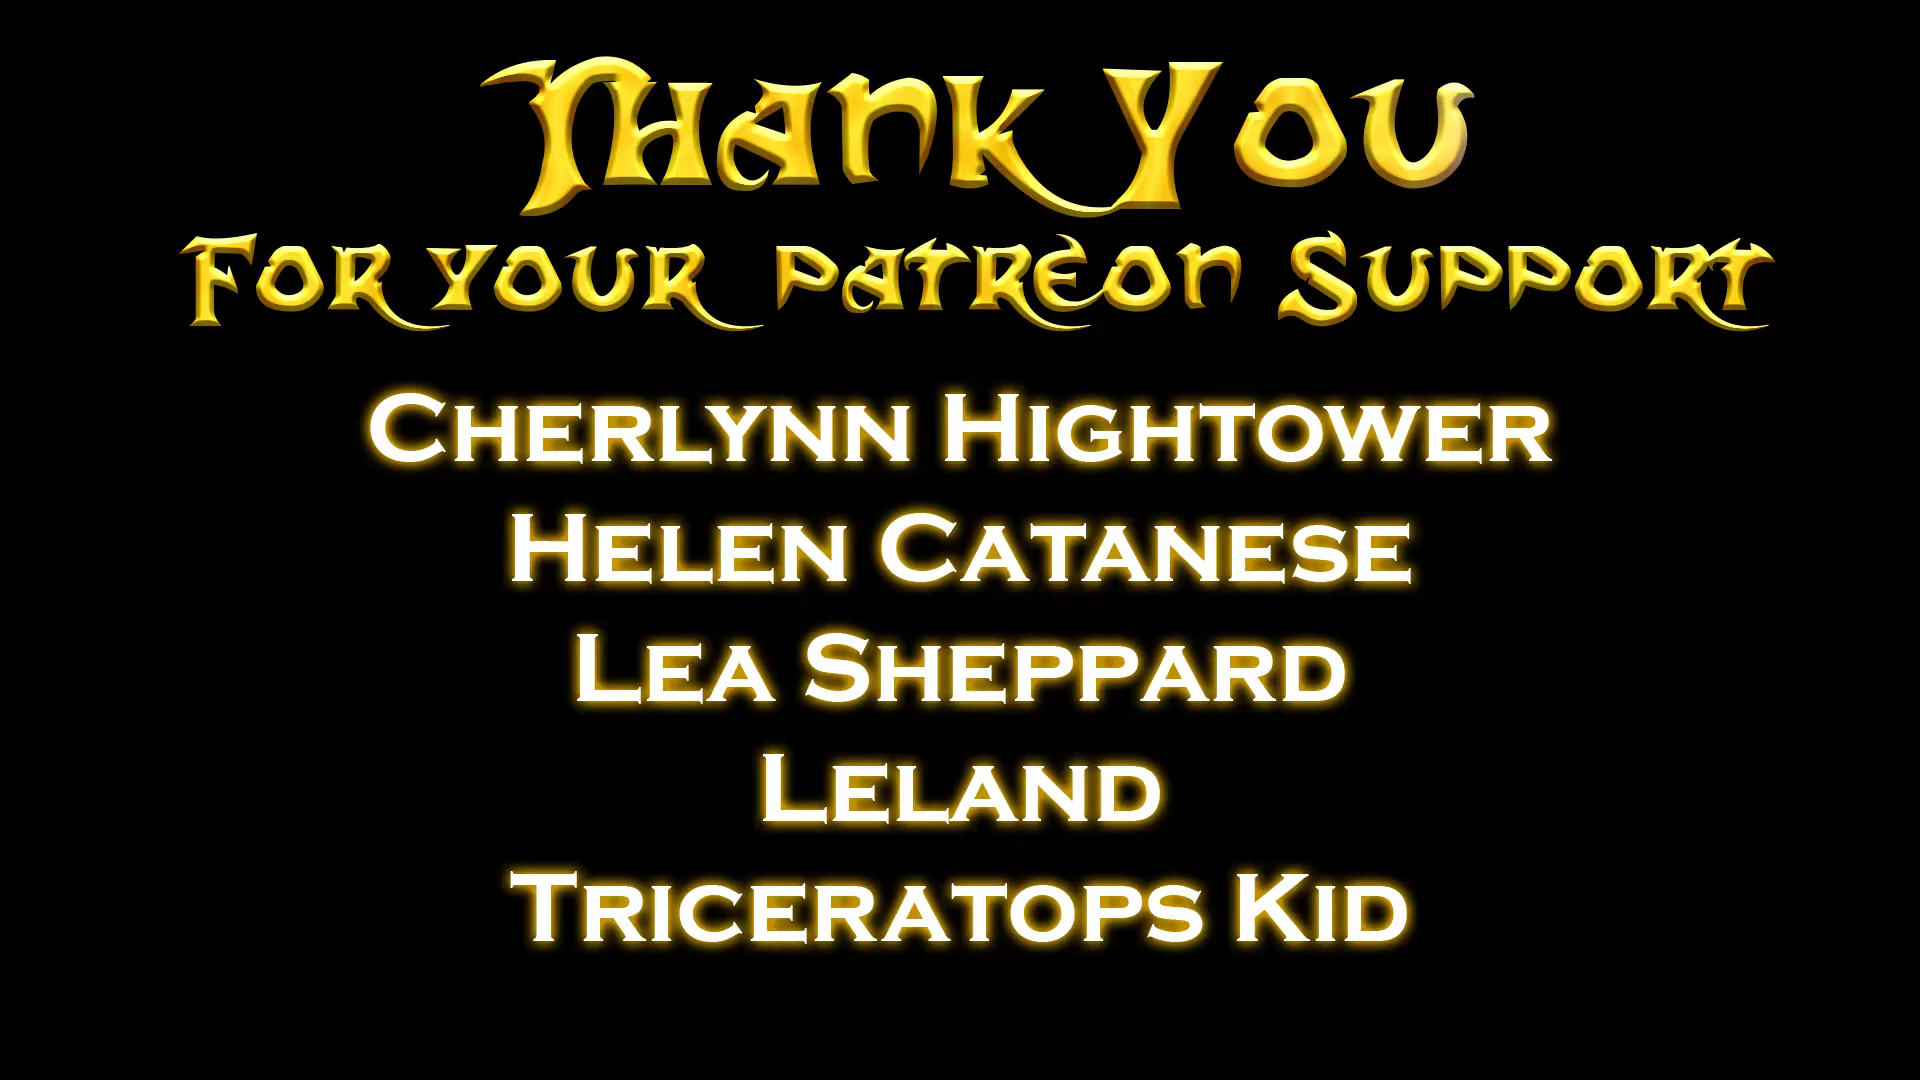 Thank You
For your Patreon Support
Cherlynn Hightower
Helen Catanese
Lea Sheppard
Leland
Triceratops Kid